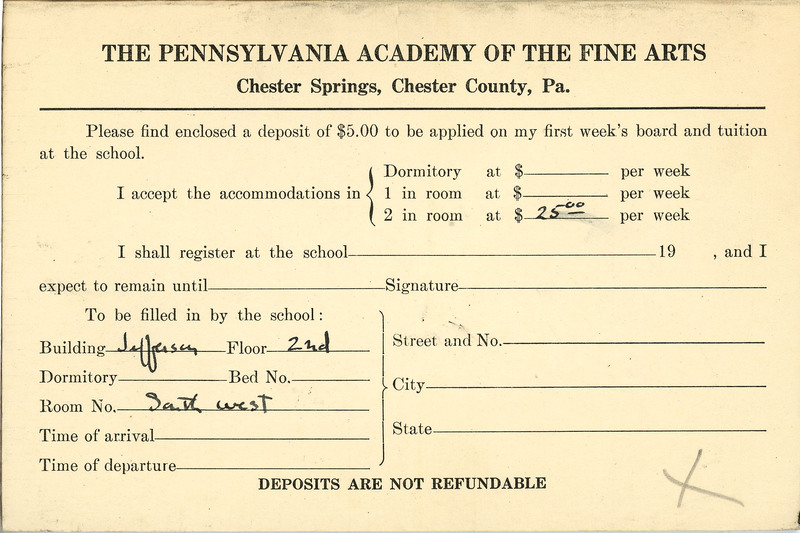 THE PENNSYLVANIA ACADEMY OF THE FINE ARTS
Chester Springs, Chester County, Pa.
Please find enclosed a deposit of $5.00 to be applied on my first week's board and tuition
at the school.
I accept the accommodations in
Dormitory at $ per week
1 in room at $ per week
2 in room at $ 25.00 per week
I shall register at the school 19 , and I
expect to remain until Signature
To be filled in by the school:
Building Jefferson Floor 2nd
Dormitory Bed No.
Room No. South west
Time of arrival
Time of departure
Street and No.
City
State
DEPOSITS ARE NOT REFUNDABLE
X